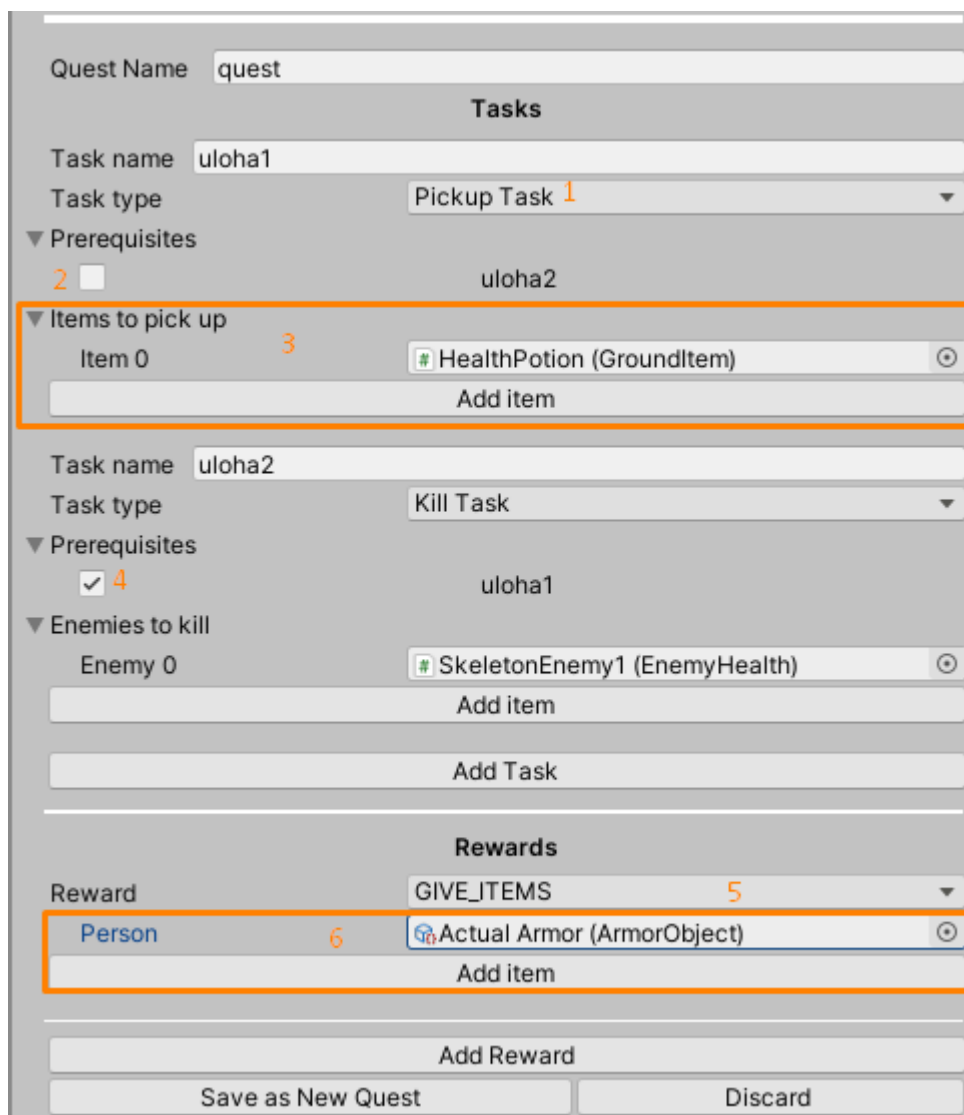 Quest Name quest
Tasks
Task name uloha1
Task type Pickup Task 1
Prerequisites
2 uloha2
Items to pick up
3
Item 0 # HealthPotion (GroundItem)
Add item
Task name uloha2
Task type Kill Task
Prerequisites
4 uloha1
Enemies to kill
Enemy 0 # SkeletonEnemy1 (EnemyHealth)
Add item
Add Task
Rewards
Reward GIVE_ITEMS 5
Person 6 Actual Armor (ArmorObject)
Add item
Add Reward
Save as New Quest Discard